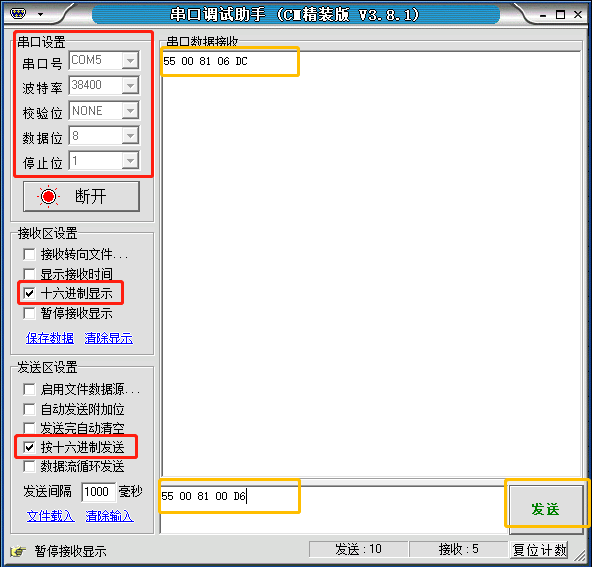 串口调试助手 (CM精装版 V3.8.1)
串口设置
串口号 COM5
波特率 38400
校验位 NONE
数据位 8
停止位 1
断开
接收区设置
接收转向文件...
显示接收时间
十六进制显示
暂停接收显示
保存数据 清除显示
发送区设置
启用文件数据源...
自动发送附加位
发送完自动清空
按十六进制发送
数据流循环发送
发送间隔 1000 毫秒
文件载入 清除输入
串口数据接收
55 00 81 06 DC
55 00 81 00 D6
发送
暂停接收显示
发送:10
接收:5
复位计数